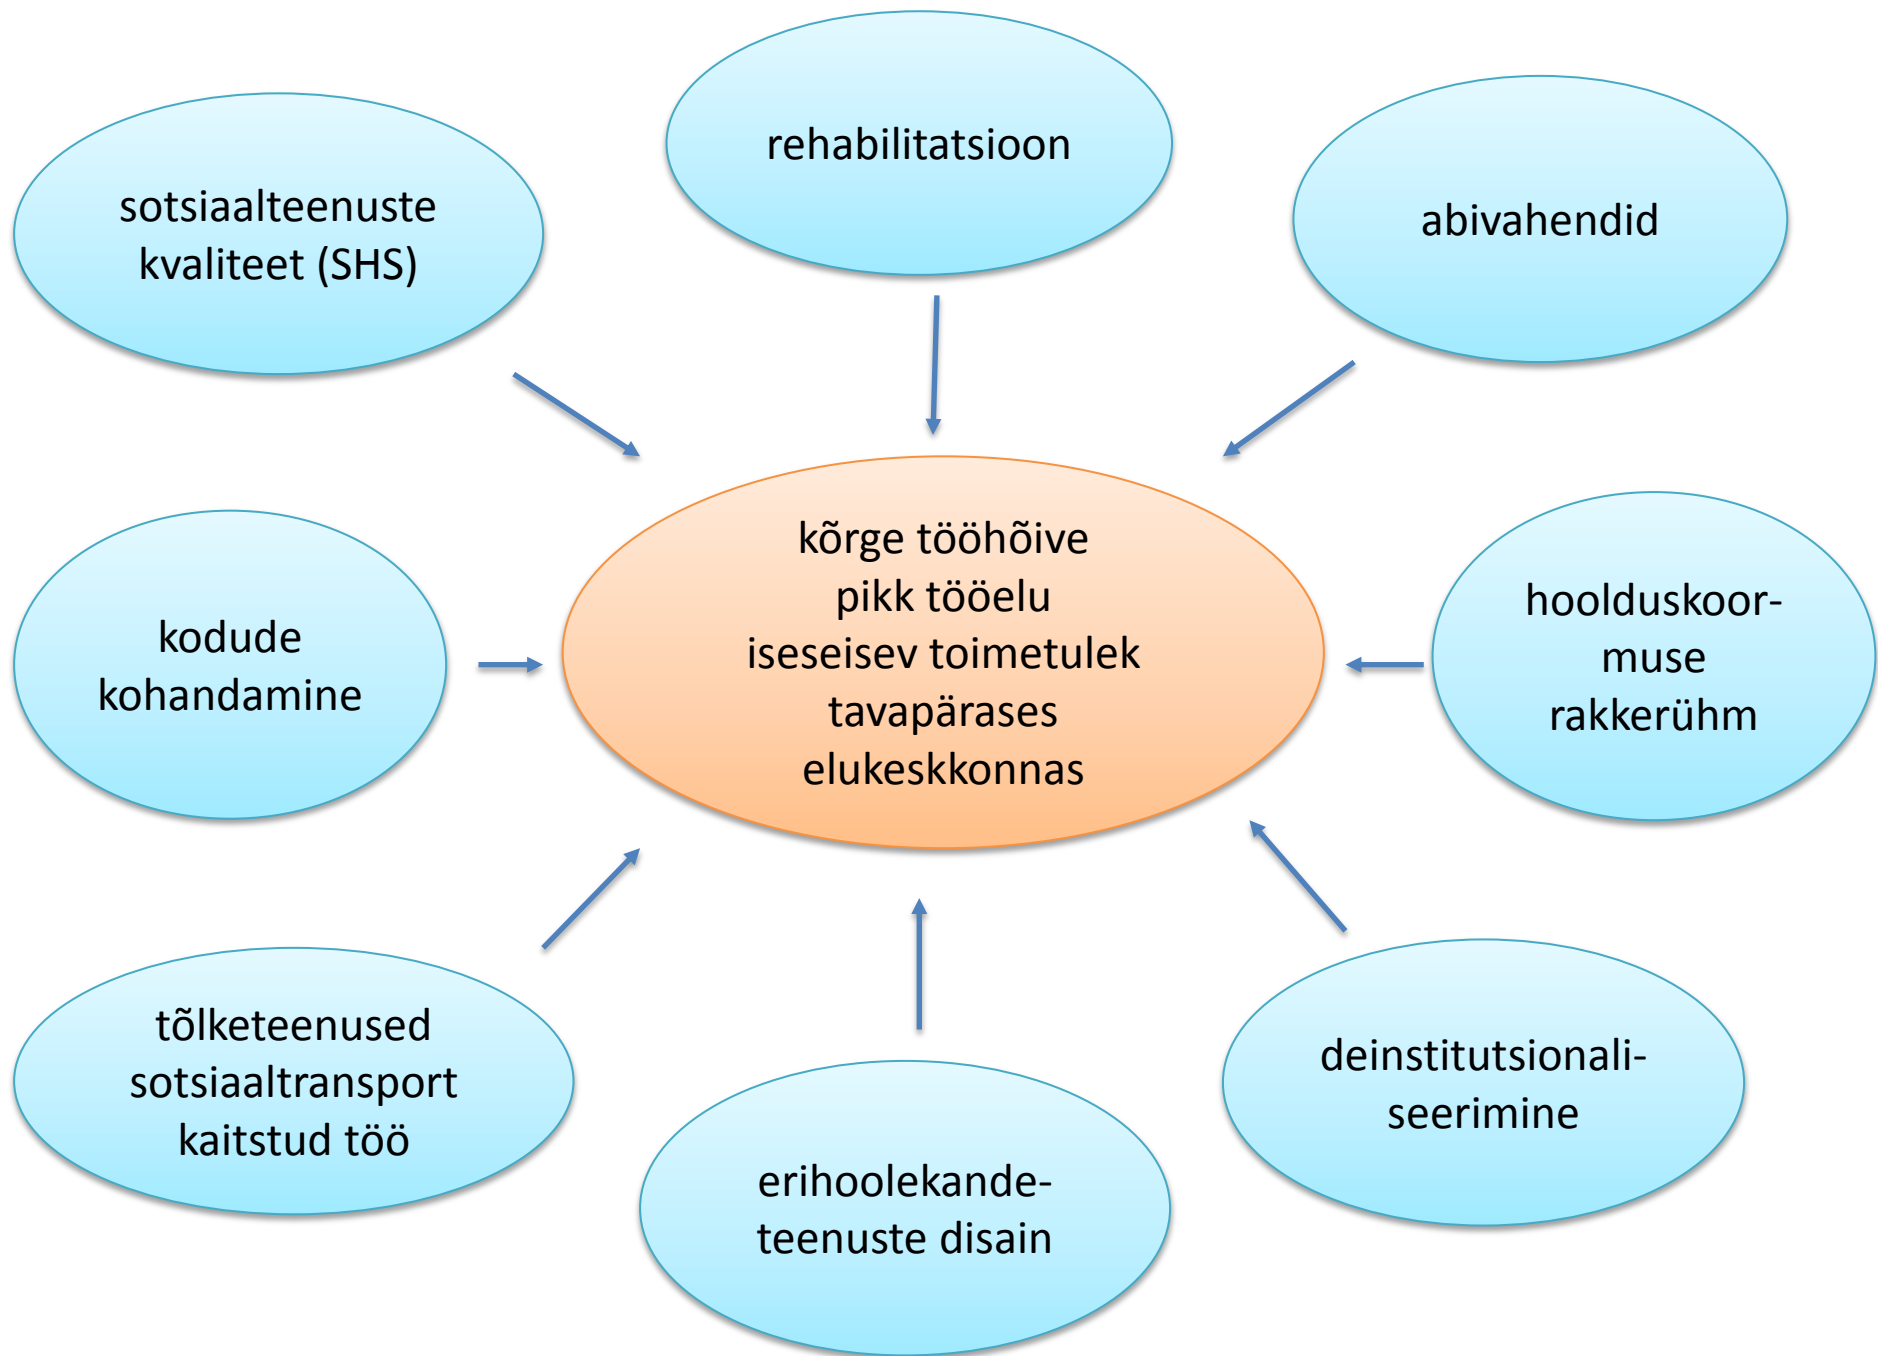 rehabilitatsioon
sotsiaalteenuste
kvaliteet (SHS)
abivahendid
kõrge tööhõive
pikk tööelu
iseseisev toimetulek
tavapärases
elukeskkonnas
kodude
kohandamine
hoolduskoor-
muse
rakkerühm
tõlketeenused
sotsiaaltransport
kaitstud töö
deinstitutsionali-
seerimine
erihoolekande-
teenuste disain